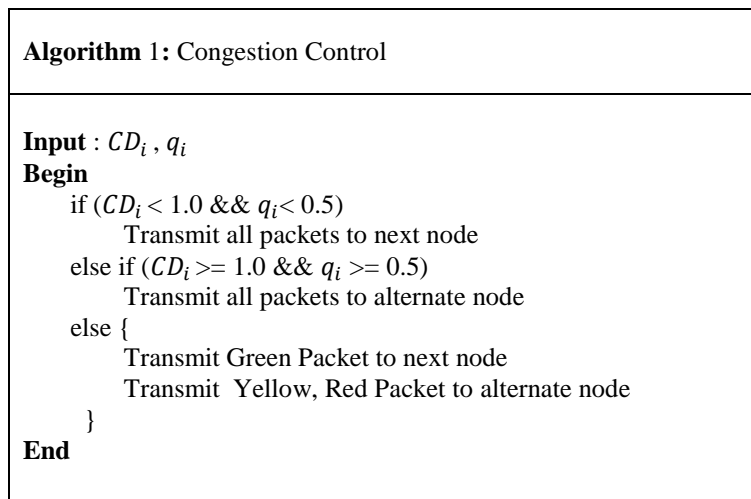 Algorithm 1: Congestion Control
Input : CDᵢ , qᵢ
Begin
if (CDᵢ < 1.0 && qᵢ< 0.5)
Transmit all packets to next node
else if (CDᵢ >= 1.0 && qᵢ >= 0.5)
Transmit all packets to alternate node
else {
Transmit Green Packet to next node
Transmit Yellow, Red Packet to alternate node
}
End